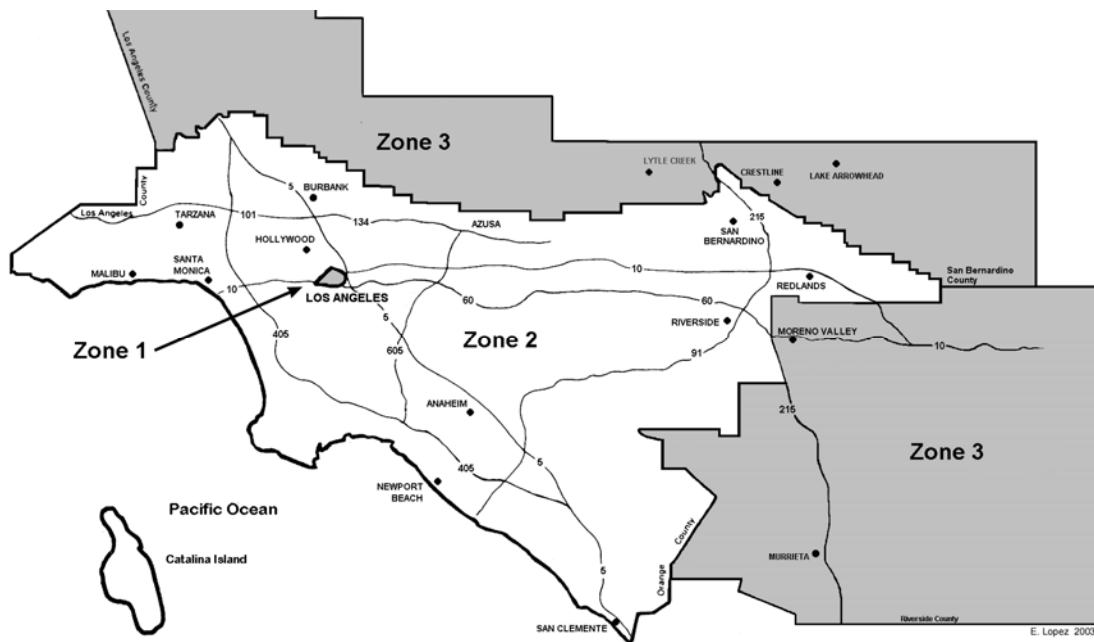 Los Angeles County
Zone 3
LYTLE CREEK
CRESTLINE
LAKE ARROWHEAD
County
Los Angeles
BURBANK
5
TARZANA
101
134
AZUSA
215
SAN
BERNARDINO
HOLLYWOOD
SANTA
MONICA
MALIBU
10
LOS ANGELES
10
60
REDLANDS
San Bernardino
County
Zone 1
405
5
605
Zone 2
60
RIVERSIDE
91
MORENO VALLEY
10
ANAHEIM
215
Zone 3
405
5
NEWPORT
BEACH
Pacific Ocean
Catalina Island
County
Orange
5
MURRIETA
SAN CLEMENTE
Riverside County
E. Lopez 2003